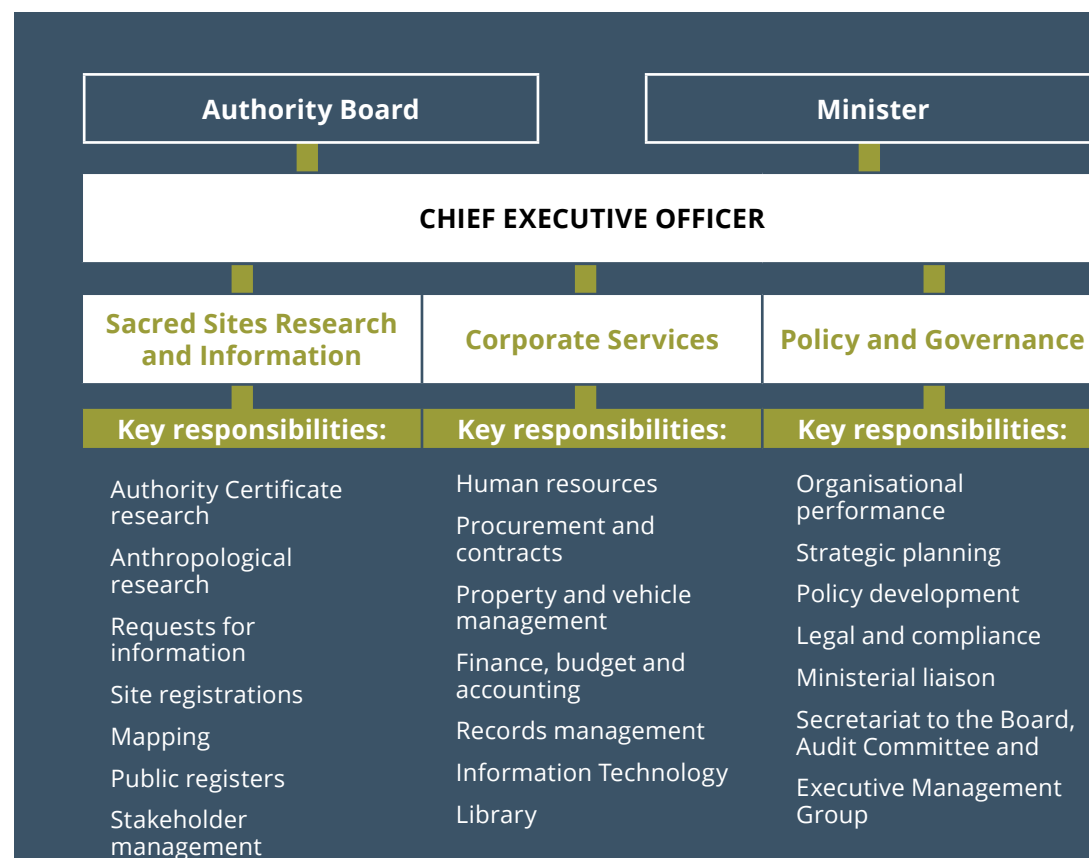 Authority Board
Minister
CHIEF EXECUTIVE OFFICER
Sacred Sites Research
and Information
Corporate Services
Policy and Governance
Key responsibilities:
Authority Certificate
research
Anthropological
research
Requests for
information
Site registrations
Mapping
Public registers
Stakeholder
management
Key responsibilities:
Human resources
Procurement and
contracts
Property and vehicle
management
Finance, budget and
accounting
Records management
Information Technology
Library
Key responsibilities:
Organisational
performance
Strategic planning
Policy development
Legal and compliance
Ministerial liaison
Secretariat to the Board,
Audit Committee and
Executive Management
Group